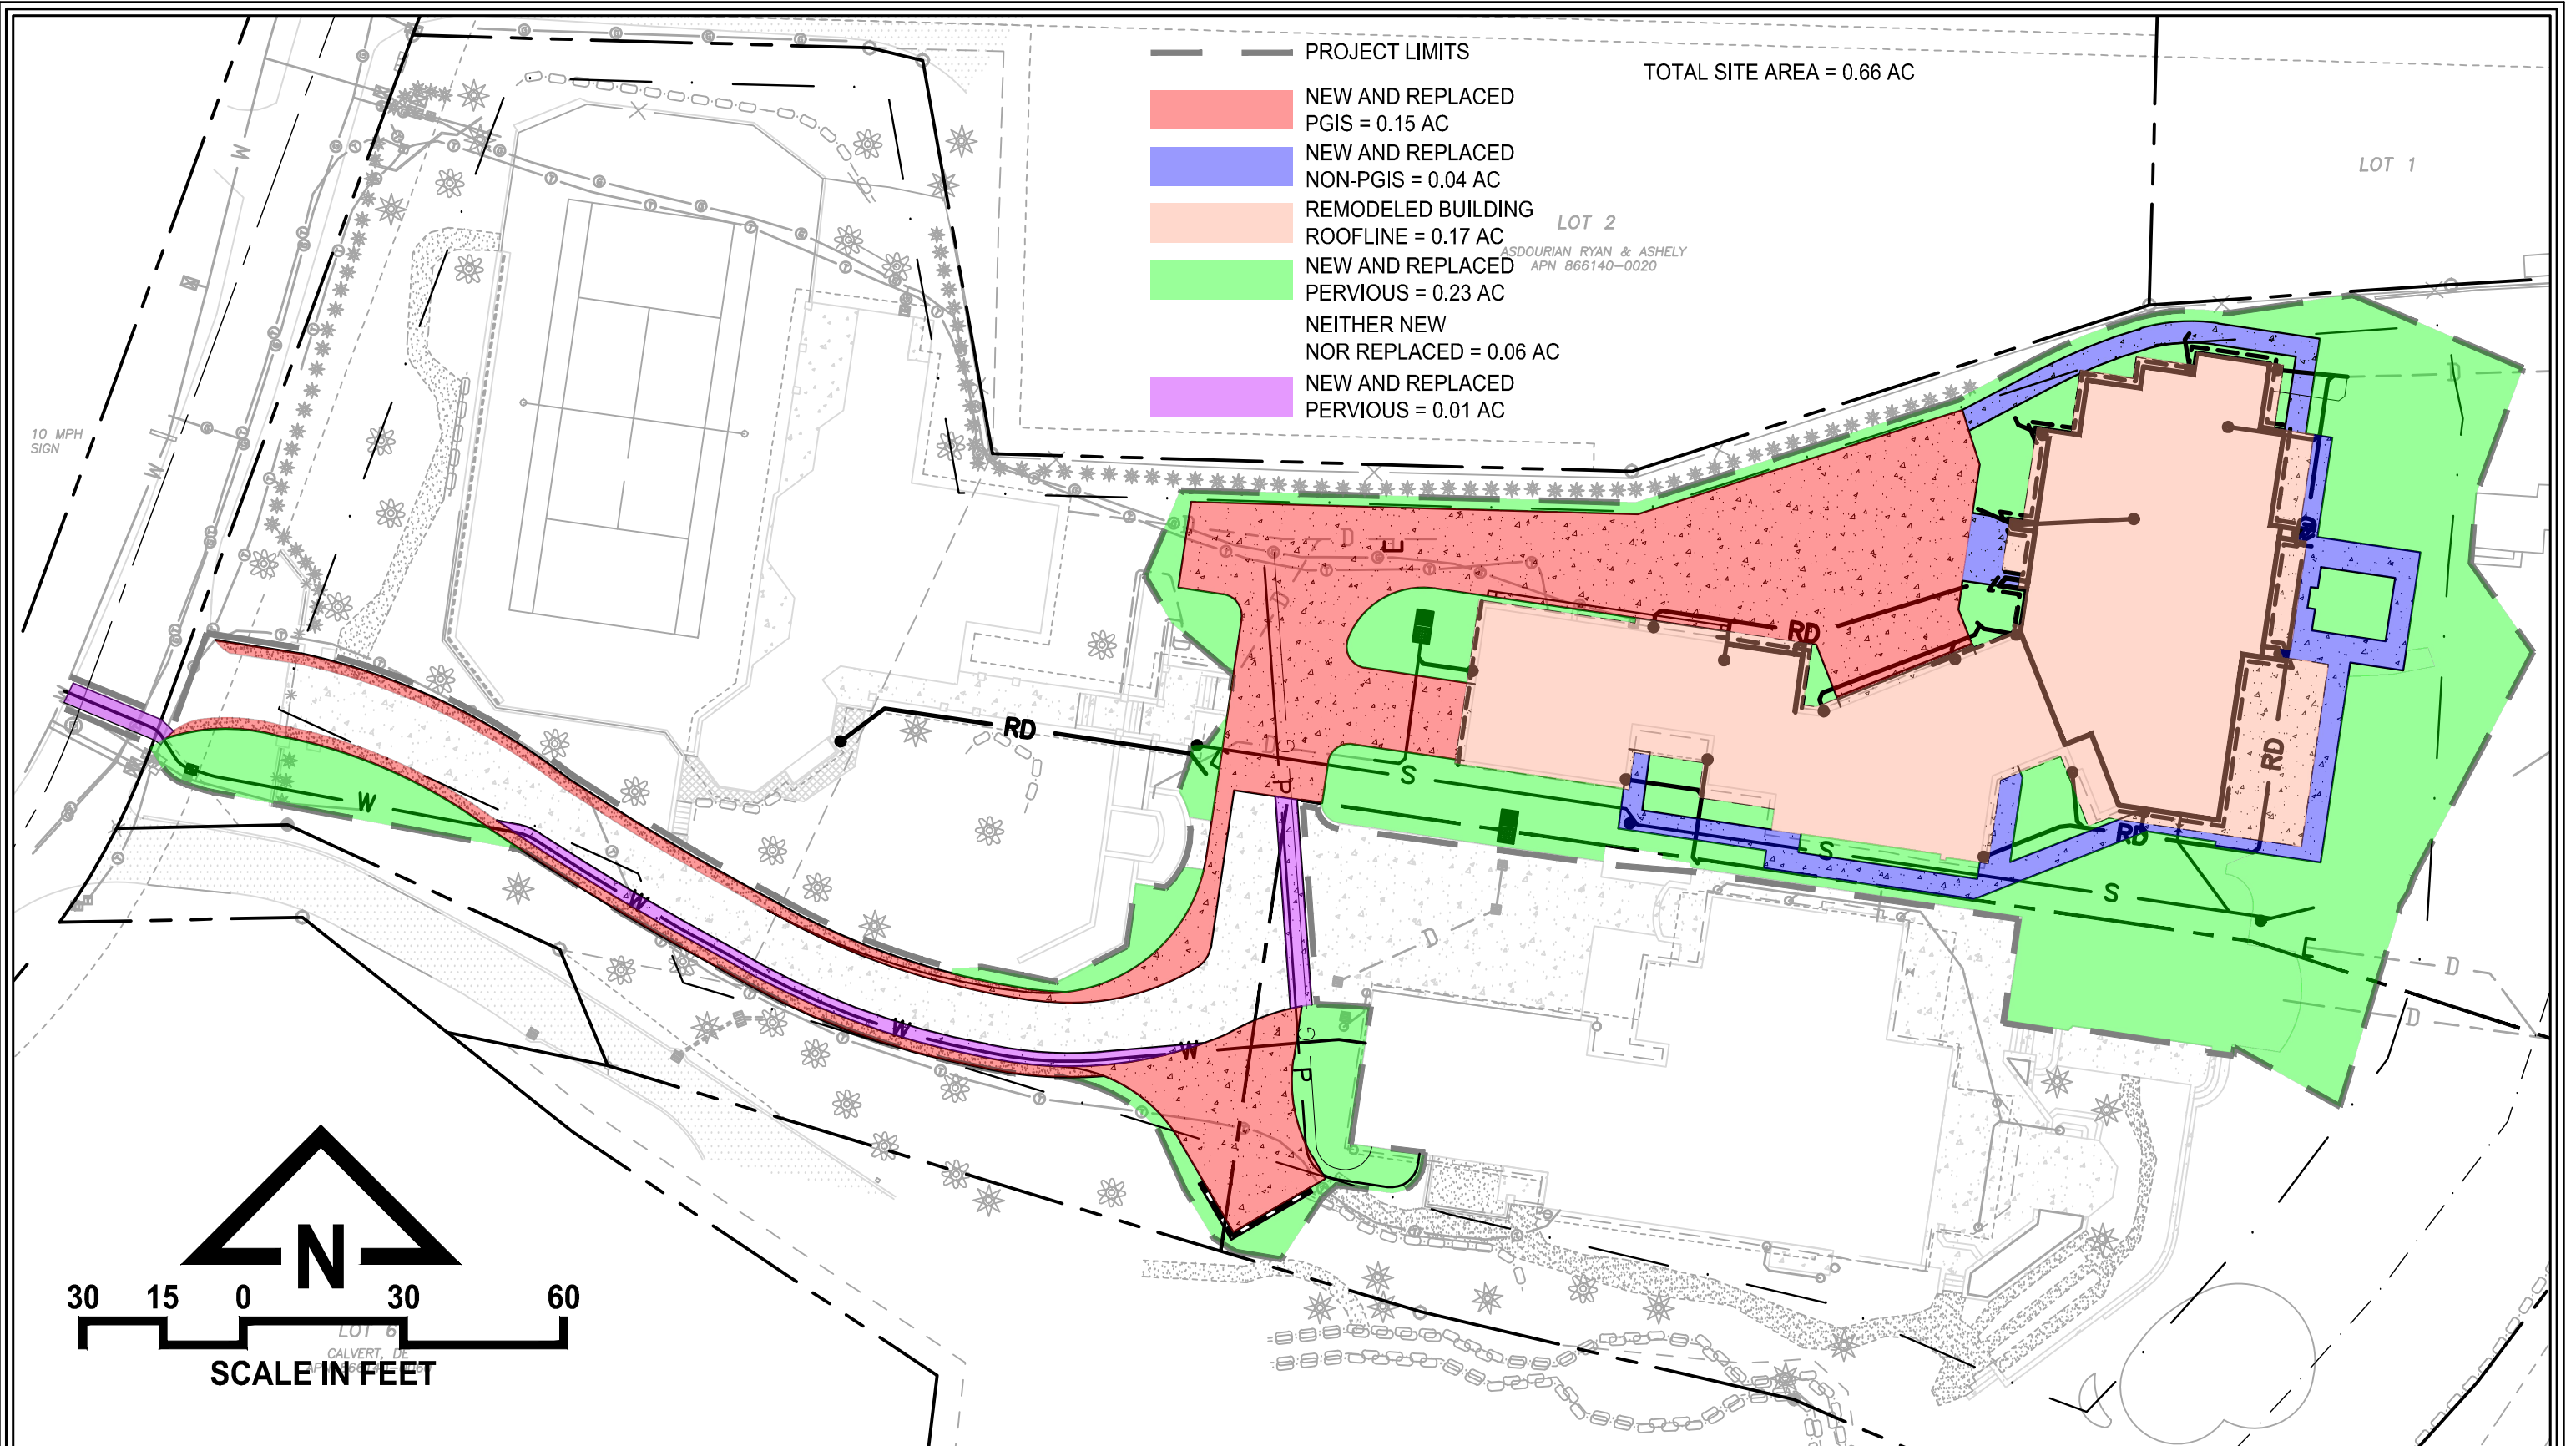 PROJECT LIMITS
TOTAL SITE AREA = 0.66 AC
NEW AND REPLACED
PGIS = 0.15 AC
NEW AND REPLACED
NON-PGIS = 0.04 AC
REMODELED BUILDING
ROOFLINE = 0.17 AC
NEW AND REPLACED
PERVIOUS = 0.23 AC
NEITHER NEW
NOR REPLACED = 0.06 AC
NEW AND REPLACED
PERVIOUS = 0.01 AC
LOT 1
LOT 2
ASDOURIAN RYAN & ASHELY
APN 866140-0020
10 MPH
SIGN
RD
RD
RD
RD
S
S
S
W
W
W
W
E
E
P
P
D
D
D
D
D
M
M
N
30 15 0 30 60
LOT 6
CALVERT, DE
SCALE IN FEET